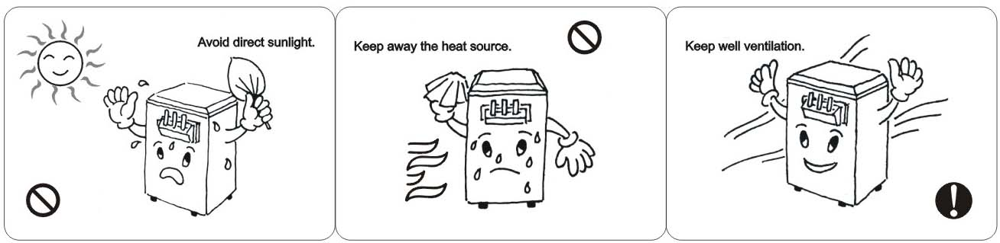 Avoid direct sunlight.
Keep away the heat source.
Keep well ventilation.